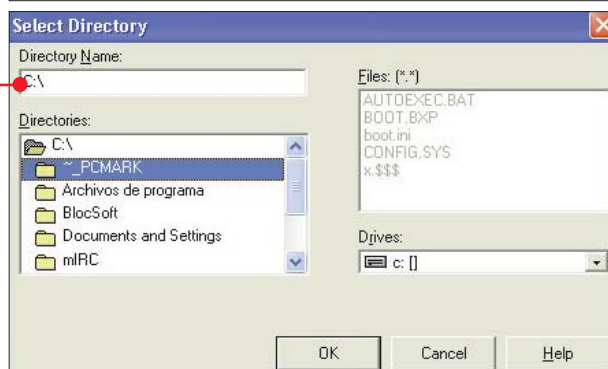 Select Directory
Directory Name:
C:\
Directories:
C:\
~_PCMARK
Archivos de programa
BlocSoft
Documents and Settings
mIRC
Files: (*.*)
AUTOEXEC.BAT
BOOT.BXP
boot.ini
CONFIG.SYS
x.$$$
Drives:
c: []
OK
Cancel
Help